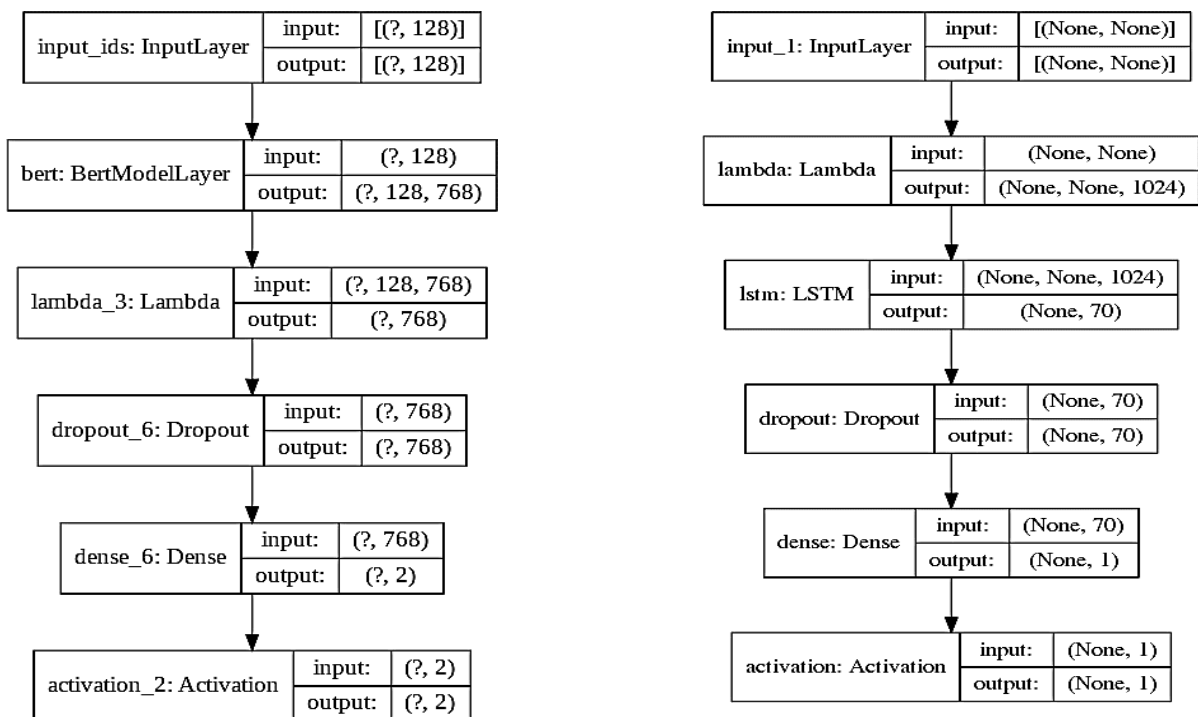 input_ids: InputLayer
input: [(?, 128)]
output: [(?, 128)]
bert: BertModelLayer
input: (?, 128)
output: (?, 128, 768)
lambda_3: Lambda
input: (?, 128, 768)
output: (?, 768)
dropout_6: Dropout
input: (?, 768)
output: (?, 768)
dense_6: Dense
input: (?, 768)
output: (?, 2)
activation_2: Activation
input: (?, 2)
output: (?, 2)
input_1: InputLayer
input: [(None, None)]
output: [(None, None)]
lambda: Lambda
input: (None, None)
output: (None, None, 1024)
lstm: LSTM
input: (None, None, 1024)
output: (None, 70)
dropout: Dropout
input: (None, 70)
output: (None, 70)
dense: Dense
input: (None, 70)
output: (None, 1)
activation: Activation
input: (None, 1)
output: (None, 1)